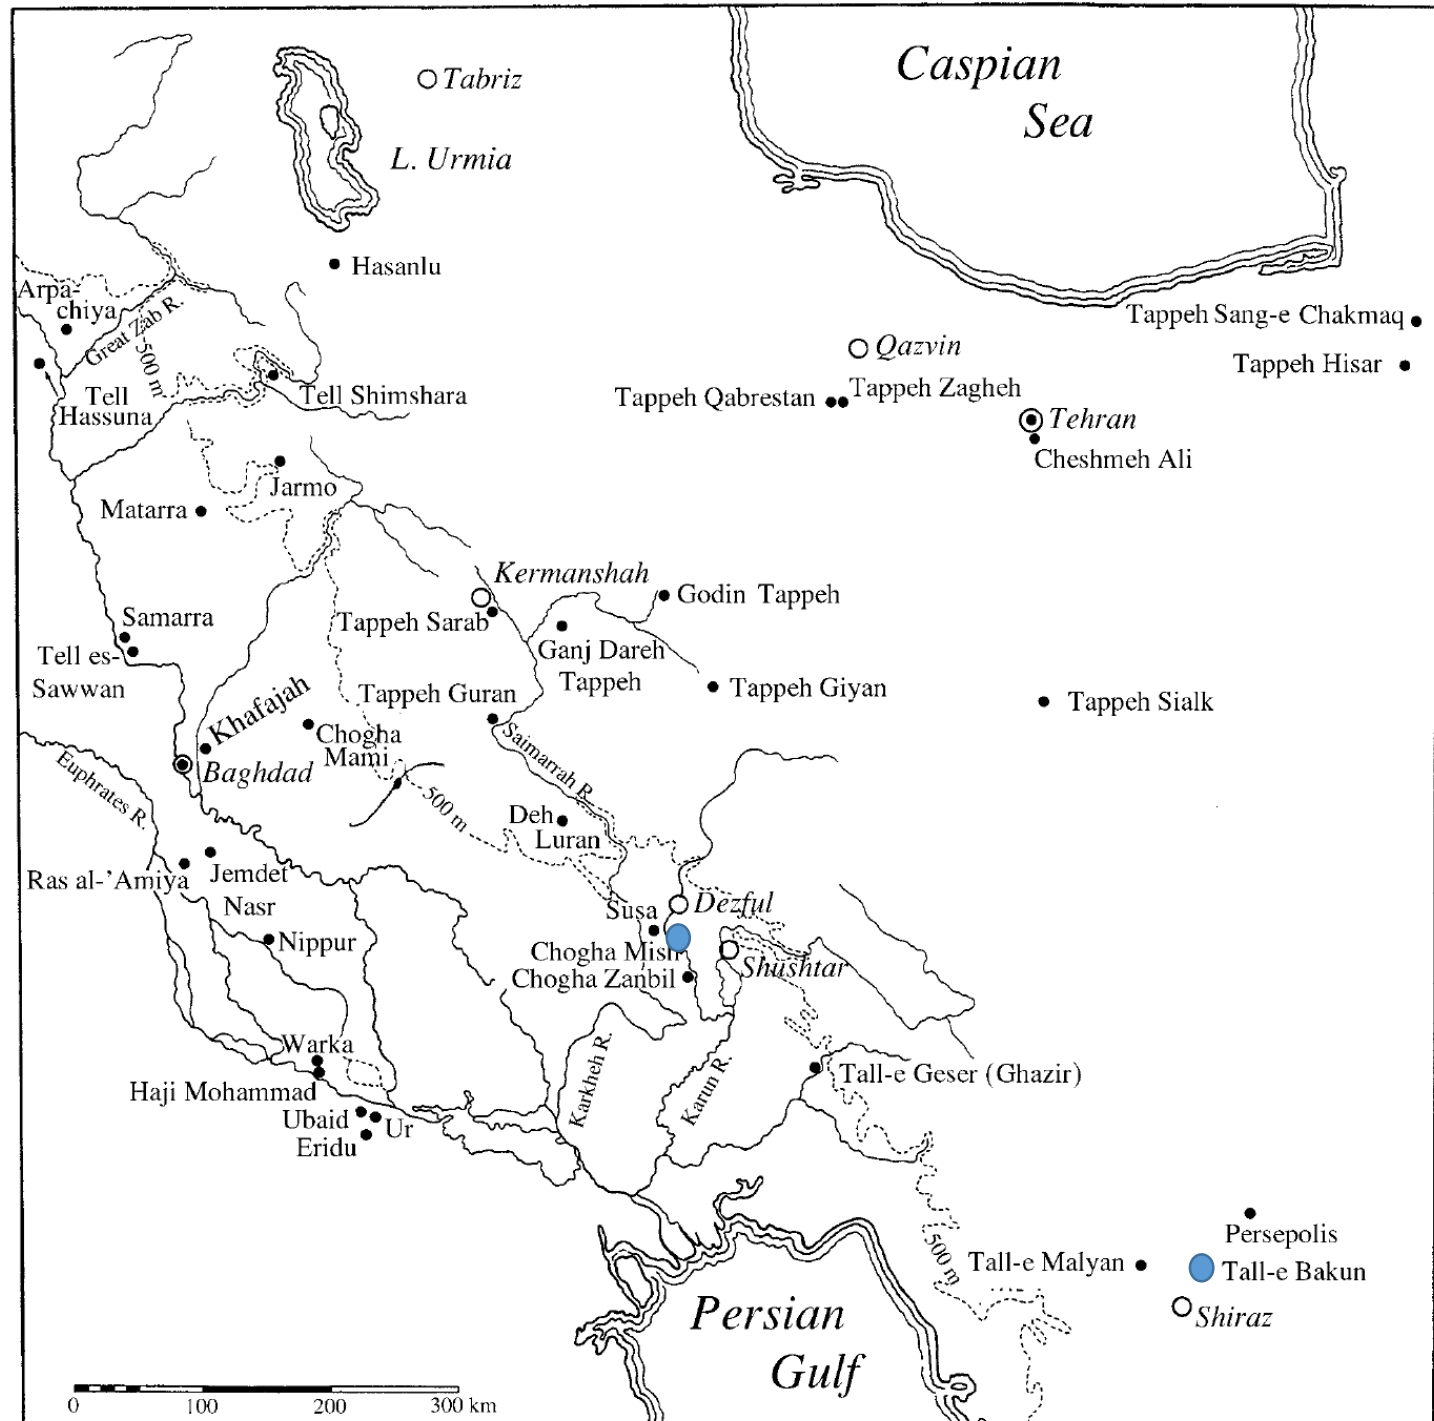 Caspian
Sea
Tabriz
L. Urmia
Hasanlu
Arpa-
chiya
Great Zab R.
500 m
Tell
Hassuna
Tell Shimshara
Tappeh Sang-e Chakmaq
Qazvin
Tappeh Hisar
Tappeh Qabrestan
Tappeh Zagheh
Tehran
Cheshmeh Ali
Jarmo
Matarra
Kermanshah
Godin Tappeh
Samarra
Tappeh Sarab
Ganj Dareh
Tappeh
Tell es-
Sawwan
Tappeh Guran
Tappeh Giyan
Tappeh Sialk
Khafajah
Chogha
Mami
Saimarrah R.
Baghdad
Euphrates R.
500 m
Deh
Luran
Ras al-'Amiya
Jemdet
Nasr
Susa
Dezful
Nippur
Chogha Mish
Shushtar
Chogha Zanbil
Warka
Karkheh R.
Karun R.
Tall-e Geser (Ghazir)
Haji Mohammad
Ubaid
Ur
Eridu
500 m
Persepolis
Tall-e Malyan
Tall-e Bakun
Shiraz
Persian
Gulf
0 100 200 300 km